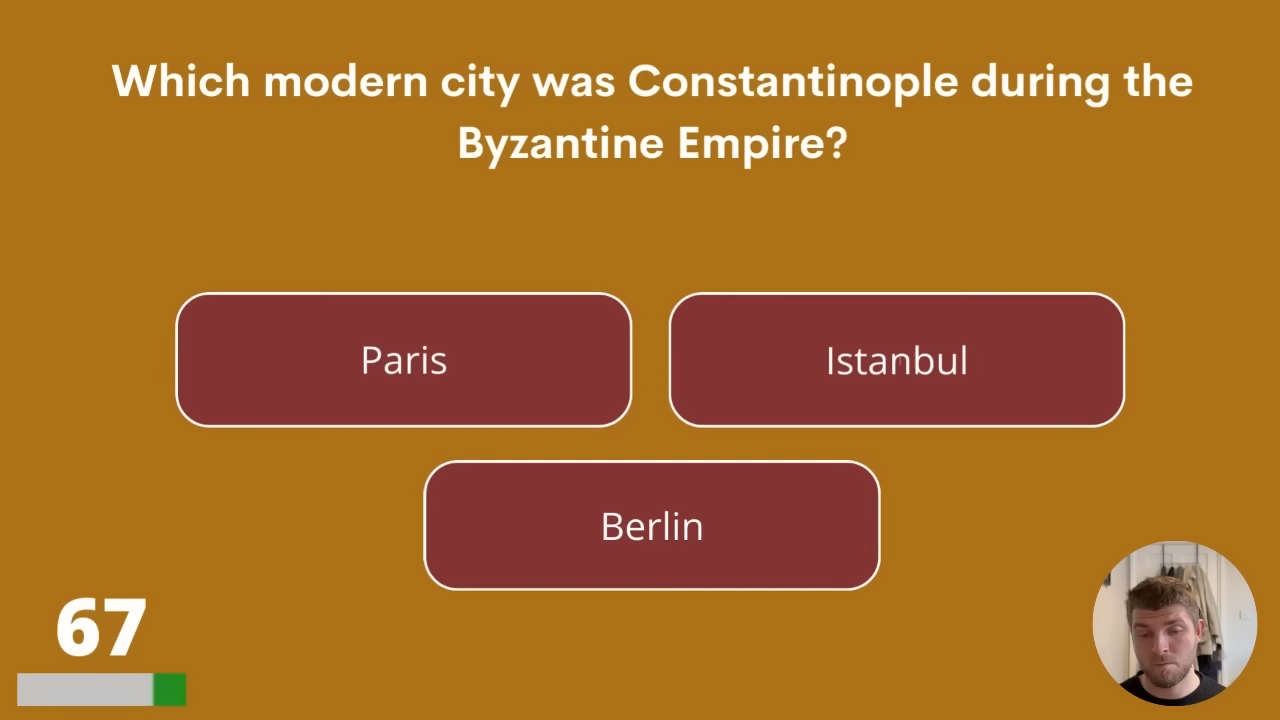 Which modern city was Constantinople during the
Byzantine Empire?
Paris
Istanbul
Berlin
67